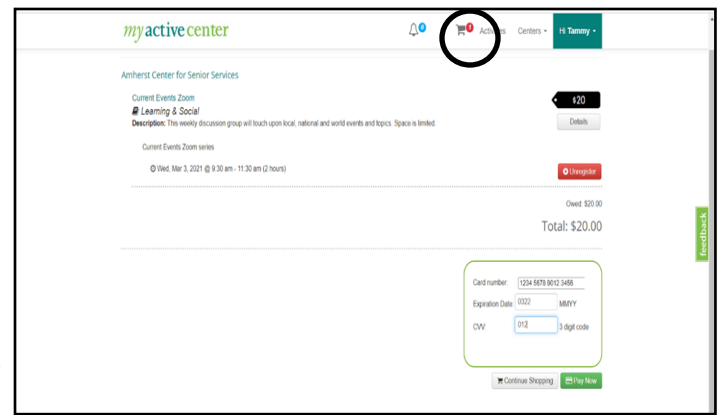 my active center
0
1
Activities Centers
Hi Tammy
Amherst Center for Senior Services
Current Events Zoom
$20
Learning & Social
Description: This weekly discussion group will touch upon local, national and world events and topics. Space is limited.
Details
Current Events Zoom series
Wed, Mar 3, 2021 @ 9:30 am - 11:30 am (2 hours)
Unregister
Owed: $20.00
Total: $20.00
feedback
Card number: 1234 5678 9012 3456
Expiration Date: 0322 MMYY
CVV: 012 3 digit code
Continue Shopping Pay Now